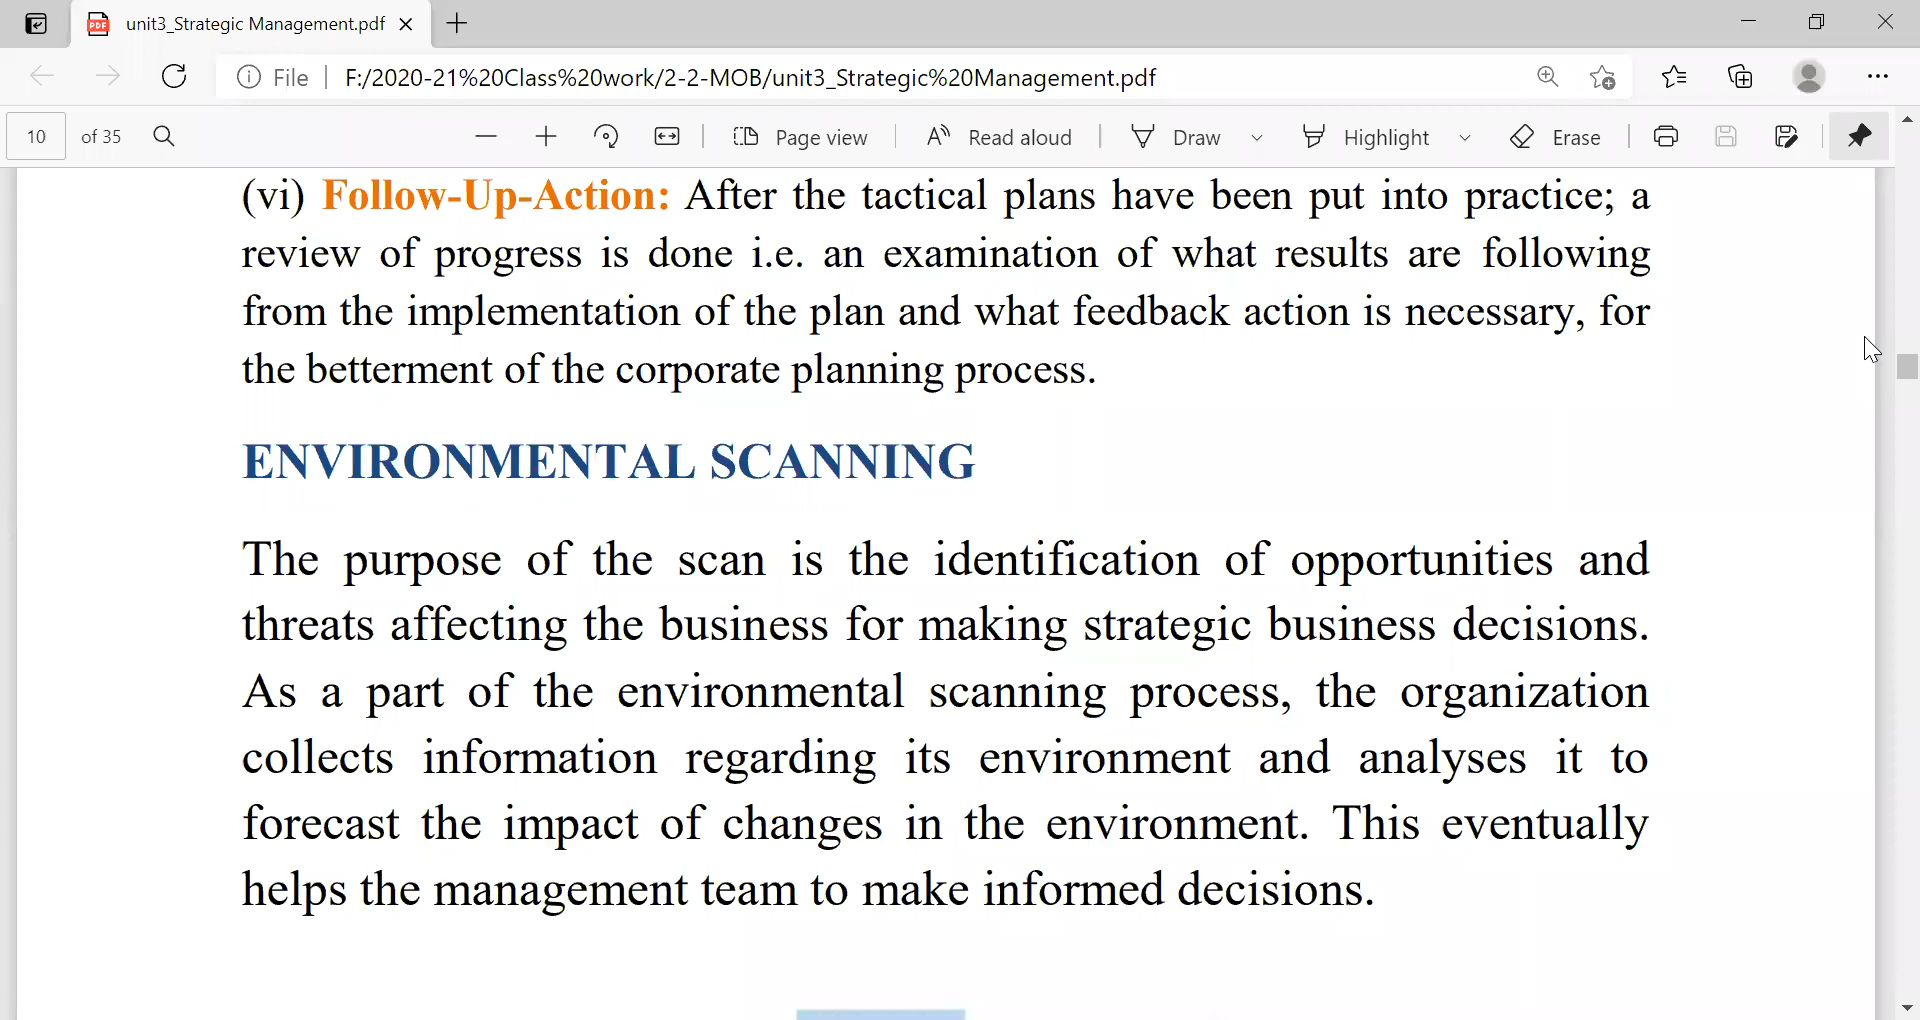 unit3_Strategic Management.pdf
File
F:/2020-21%20Class%20work/2-2-MOB/unit3_Strategic%20Management.pdf
10 of 35 Page view Read aloud Draw Highlight Erase
(vi) Follow-Up-Action: After the tactical plans have been put into practice; a
review of progress is done i.e. an examination of what results are following
from the implementation of the plan and what feedback action is necessary, for
the betterment of the corporate planning process.
ENVIRONMENTAL SCANNING
The purpose of the scan is the identification of opportunities and
threats affecting the business for making strategic business decisions.
As a part of the environmental scanning process, the organization
collects information regarding its environment and analyses it to
forecast the impact of changes in the environment. This eventually
helps the management team to make informed decisions.